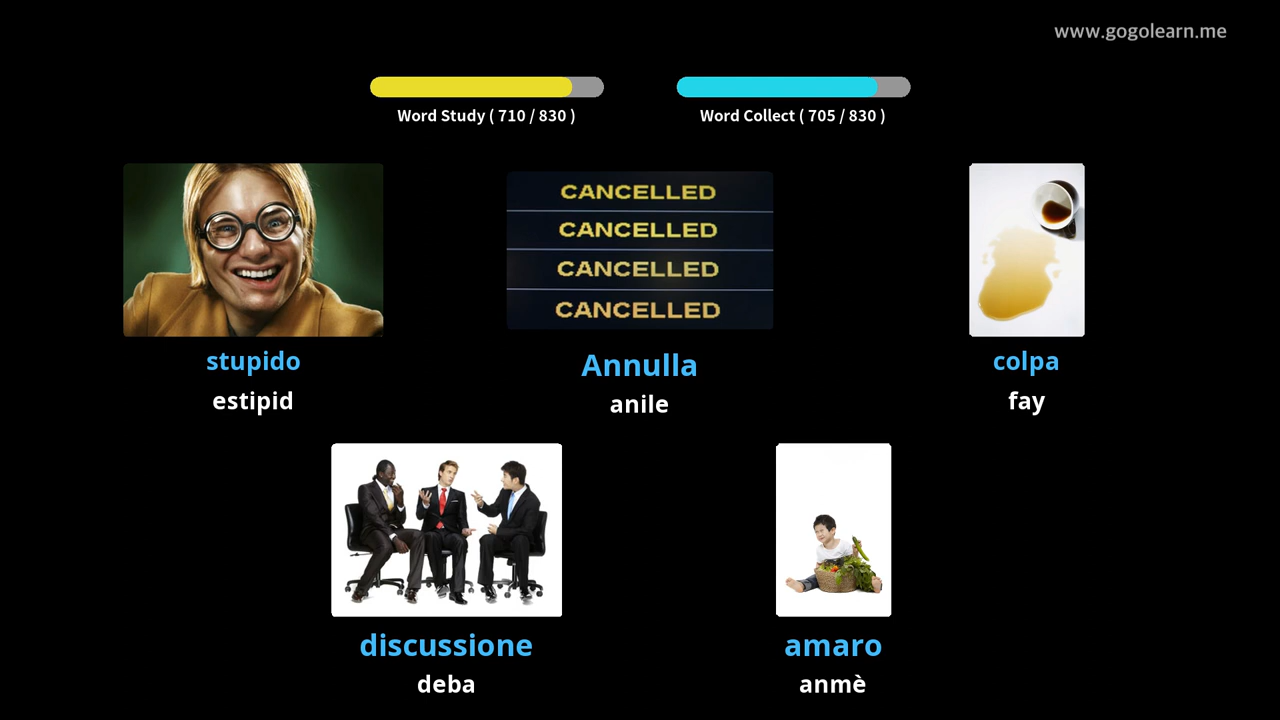 www.gogolearn.me
Word Study ( 710 / 830 )
Word Collect ( 705 / 830 )
CANCELLED
CANCELLED
CANCELLED
CANCELLED
stupido
estipid
Annulla
anile
colpa
fay
discussione
deba
amaro
anmè